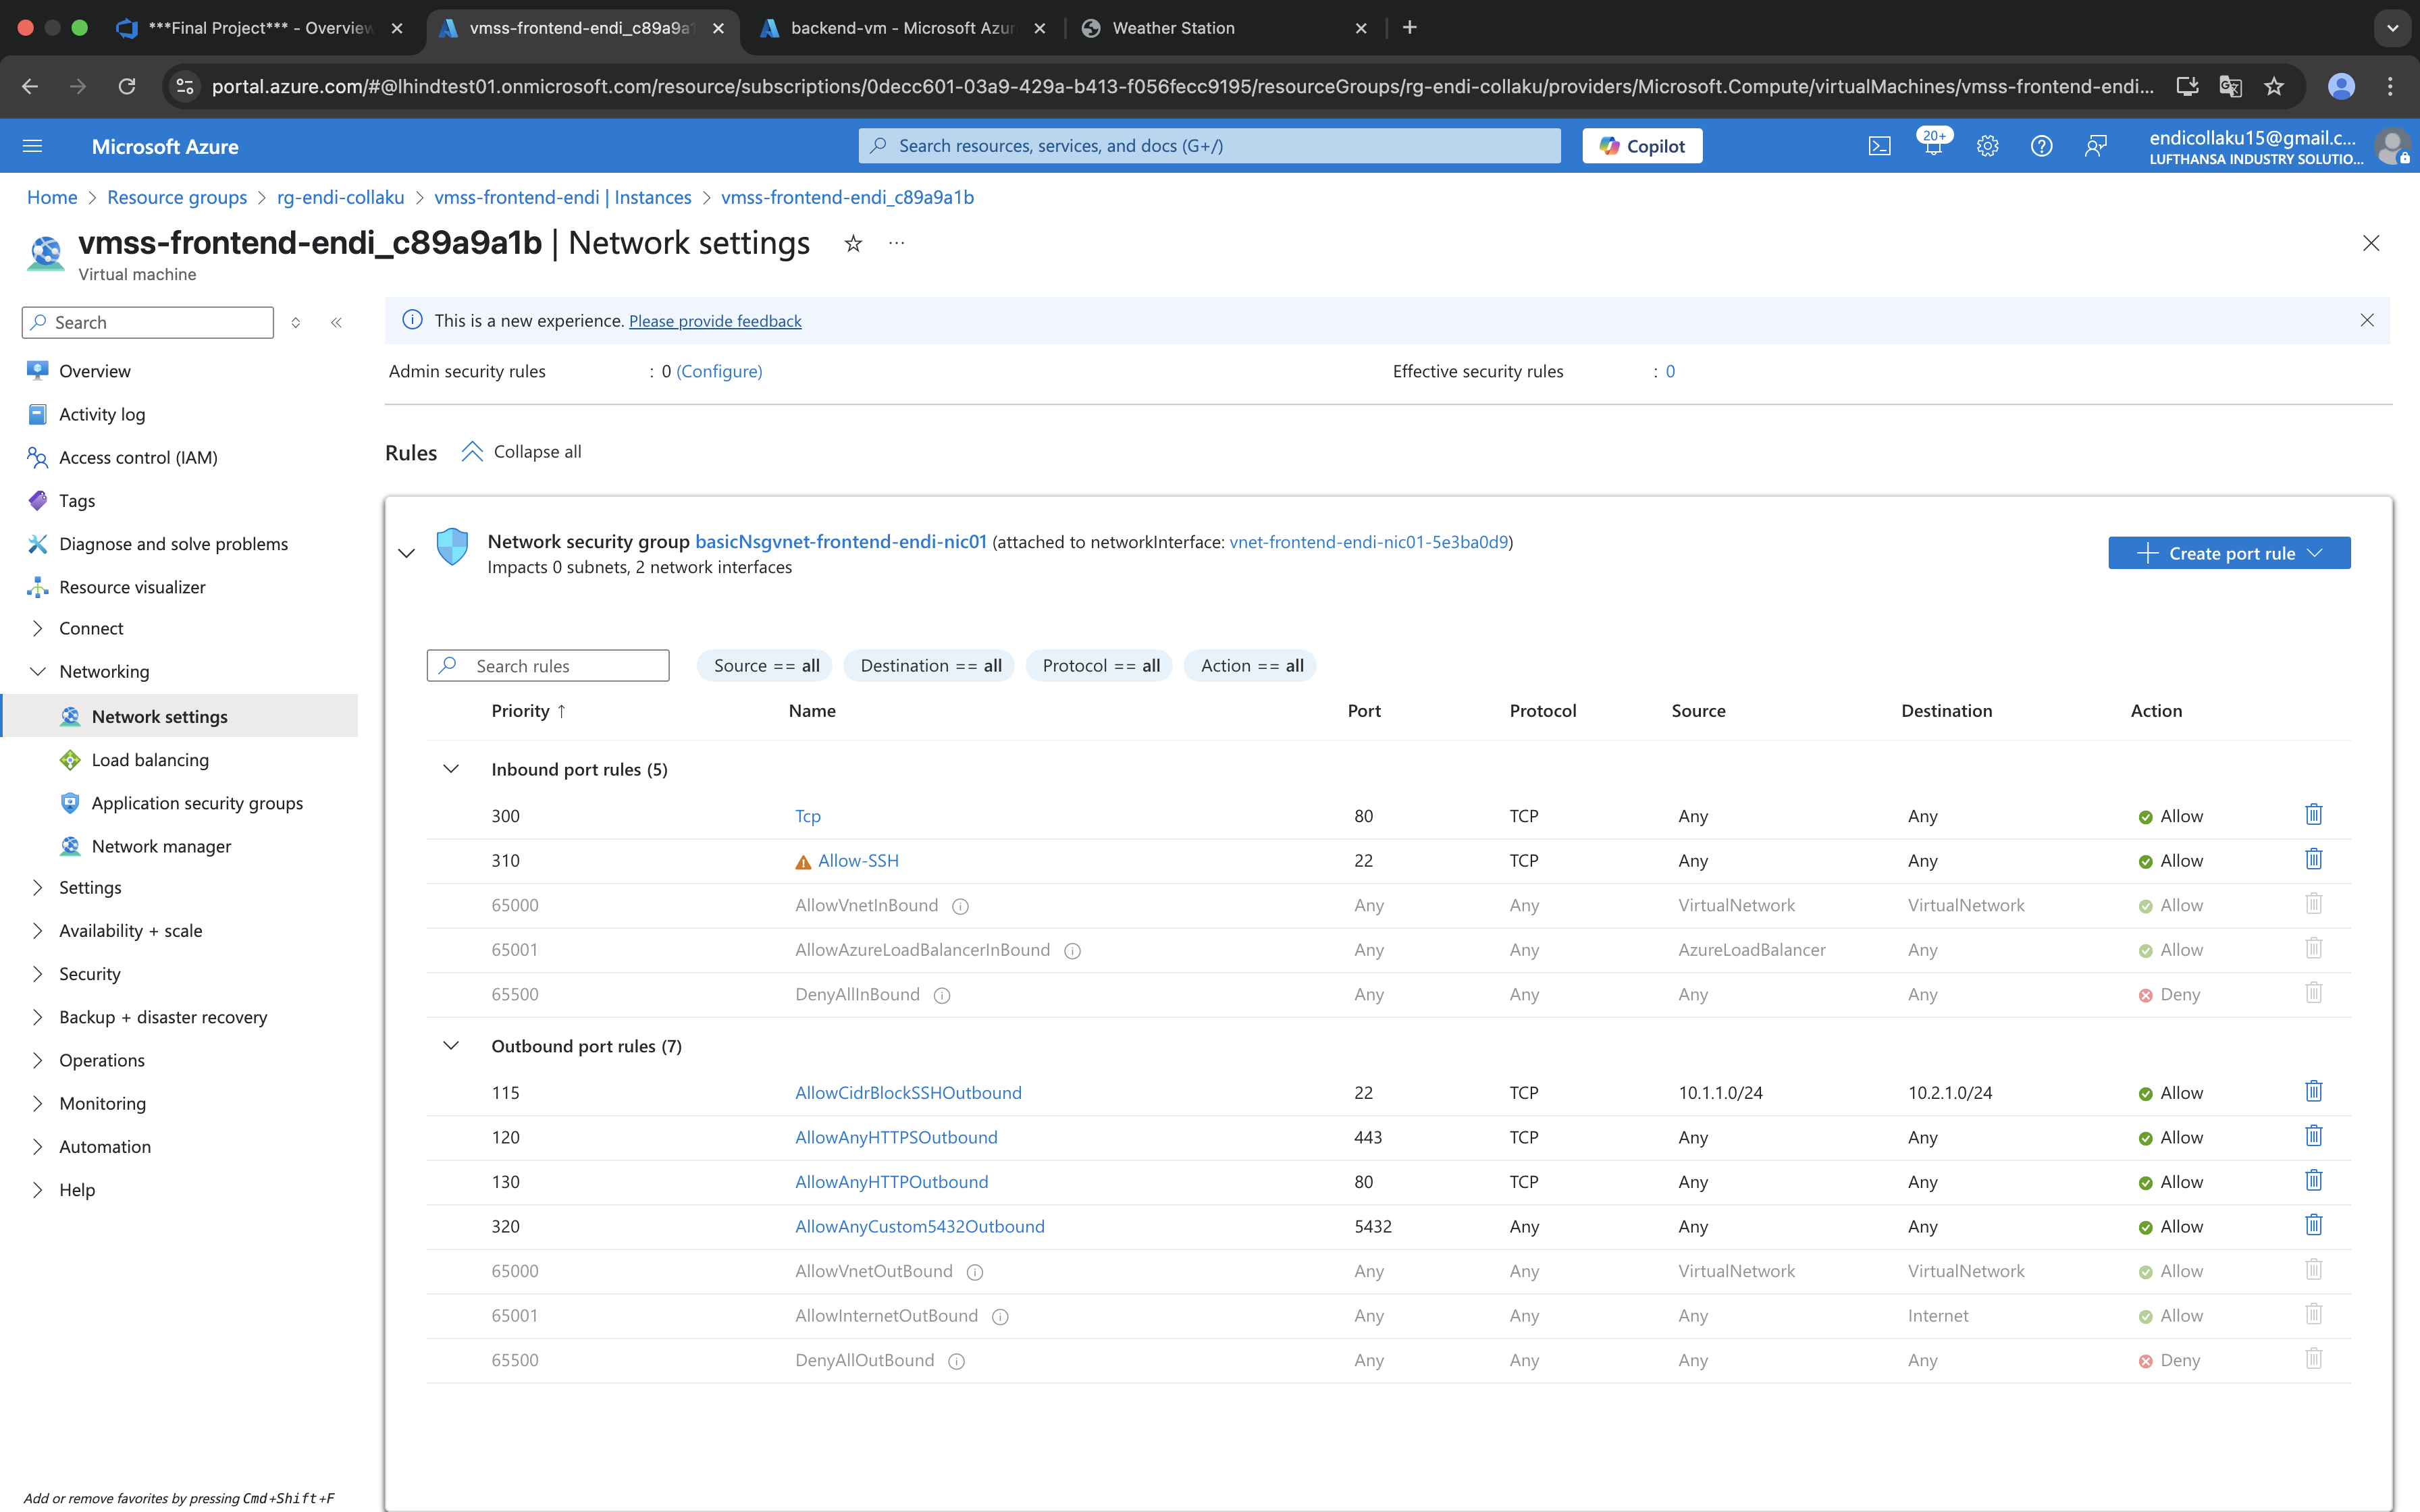 ***Final Project*** - Overview
vmss-frontend-endi_c89a9a1
backend-vm - Microsoft Azur
Weather Station
portal.azure.com/#@lhindtest01.onmicrosoft.com/resource/subscriptions/0decc601-03a9-429a-b413-f056fecc9195/resourceGroups/rg-endi-collaku/providers/Microsoft.Compute/virtualMachines/vmss-frontend-endi...
Microsoft Azure
Search resources, services, and docs (G+/)
Copilot
20+
endicollaku15@gmail.c...
LUFTHANSA INDUSTRY SOLUTIO...
Home > Resource groups > rg-endi-collaku > vmss-frontend-endi | Instances > vmss-frontend-endi_c89a9a1b
vmss-frontend-endi_c89a9a1b | Network settings
Virtual machine
Search
Overview
Activity log
Access control (IAM)
Tags
Diagnose and solve problems
Resource visualizer
Connect
Networking
Network settings
Load balancing
Application security groups
Network manager
Settings
Availability + scale
Security
Backup + disaster recovery
Operations
Monitoring
Automation
Help
Add or remove favorites by pressing Cmd+Shift+F
This is a new experience. Please provide feedback
Admin security rules : 0 (Configure)
Effective security rules : 0
Rules Collapse all
Network security group basicNsgvnet-frontend-endi-nic01 (attached to networkInterface: vnet-frontend-endi-nic01-5e3ba0d9)
Impacts 0 subnets, 2 network interfaces
Create port rule
Search rules
Source == all
Destination == all
Protocol == all
Action == all
Priority ↑ Name Port Protocol Source Destination Action
Inbound port rules (5)
300 Tcp 80 TCP Any Any Allow
310 Allow-SSH 22 TCP Any Any Allow
65000 AllowVnetInBound Any Any VirtualNetwork VirtualNetwork Allow
65001 AllowAzureLoadBalancerInBound Any Any AzureLoadBalancer Any Allow
65500 DenyAllInBound Any Any Any Any Deny
Outbound port rules (7)
115 AllowCidrBlockSSHOutbound 22 TCP 10.1.1.0/24 10.2.1.0/24 Allow
120 AllowAnyHTTPSOutbound 443 TCP Any Any Allow
130 AllowAnyHTTPOutbound 80 TCP Any Any Allow
320 AllowAnyCustom5432Outbound 5432 Any Any Any Allow
65000 AllowVnetOutBound Any Any VirtualNetwork VirtualNetwork Allow
65001 AllowInternetOutBound Any Any Any Internet Allow
65500 DenyAllOutBound Any Any Any Any Deny